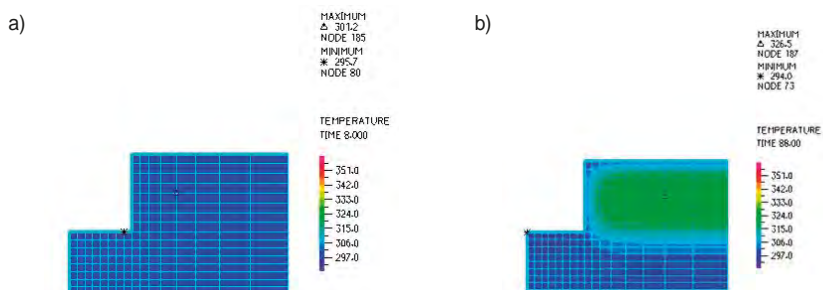 a)
MAXIMUM
△ 301.2
NODE 185
MINIMUM
* 295.7
NODE 80
TEMPERATURE
TIME 8.000
351.0
342.0
333.0
324.0
315.0
306.0
297.0
b)
MAXIMUM
△ 326.5
NODE 187
MINIMUM
* 294.0
NODE 73
TEMPERATURE
TIME 88.00
351.0
342.0
333.0
324.0
315.0
306.0
297.0